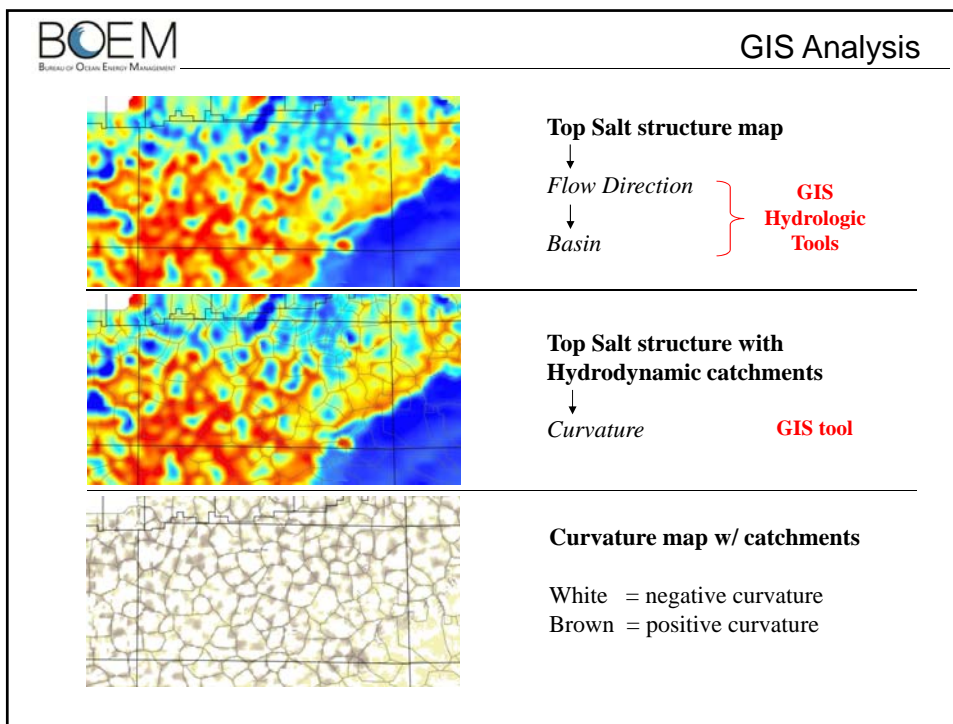 BOEM
BUREAU OF OCEAN ENERGY MANAGEMENT
GIS Analysis
Top Salt structure map
Flow Direction
Basin
GIS
Hydrologic
Tools
Top Salt structure with
Hydrodynamic catchments
Curvature
GIS tool
Curvature map w/ catchments
White = negative curvature
Brown = positive curvature